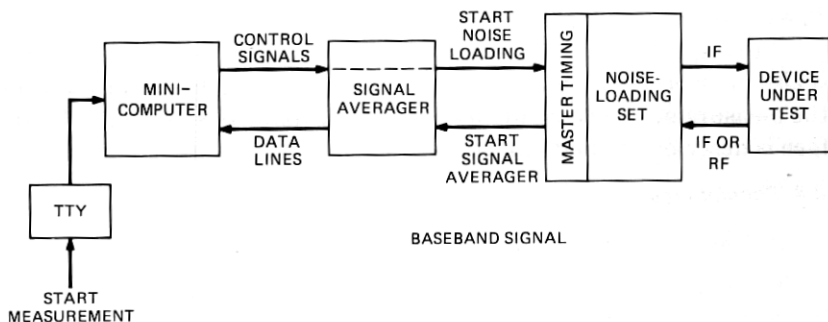 CONTROL
SIGNALS
START
NOISE
LOADING
MINI-
COMPUTER
SIGNAL
AVERAGER
MASTER TIMING
NOISE-
LOADING
SET
IF
DEVICE
UNDER
TEST
DATA
LINES
START
SIGNAL
AVERAGER
IF OR
RF
TTY
BASEBAND SIGNAL
START
MEASUREMENT